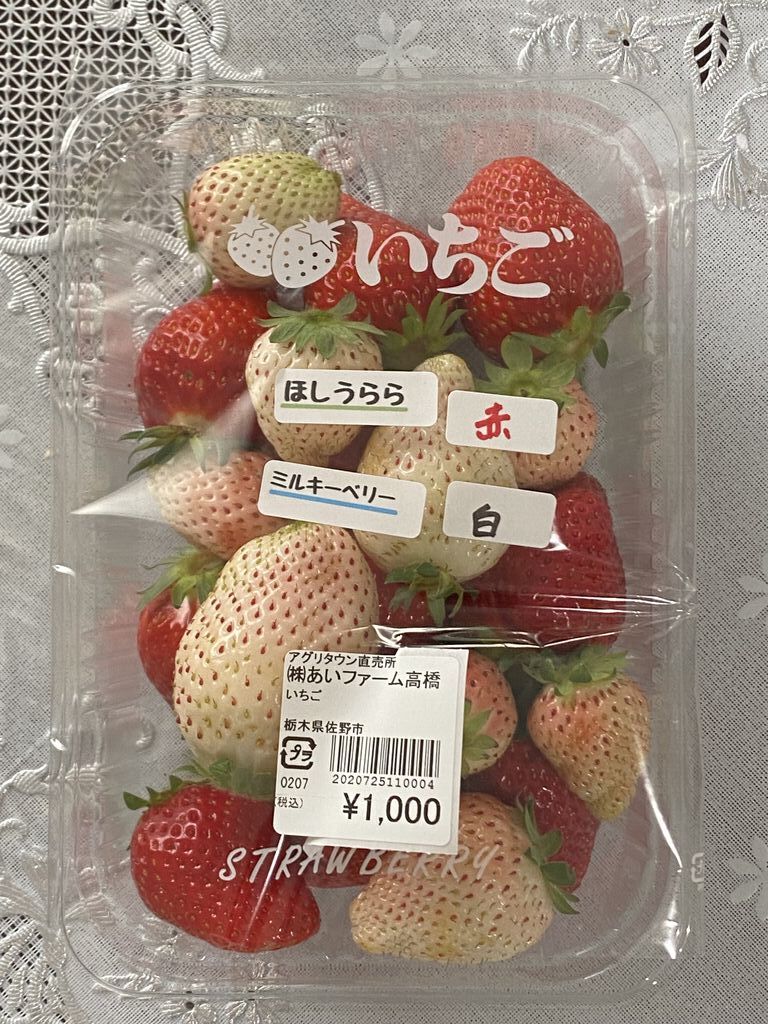 いちご
ほしうらら
赤
ミルキーベリー
白
アグリタウン直売所
㈱あいファーム高橋
いちご
栃木県佐野市
プラ
2020725110004
0207
(税込)
¥1,000
STRAWBERRY